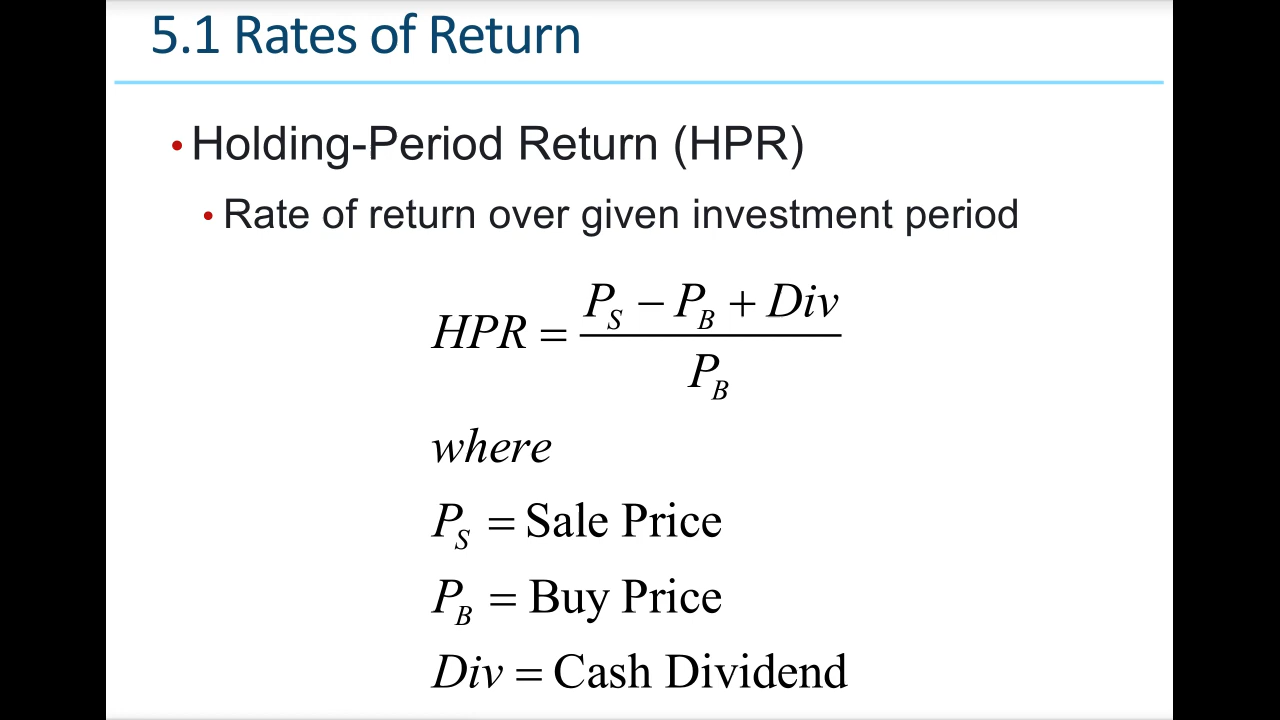 5.1 Rates of Return
• Holding-Period Return (HPR)
• Rate of return over given investment period
HPR = (P_S − P_B + Div) / P_B
where
P_S = Sale Price
P_B = Buy Price
Div = Cash Dividend